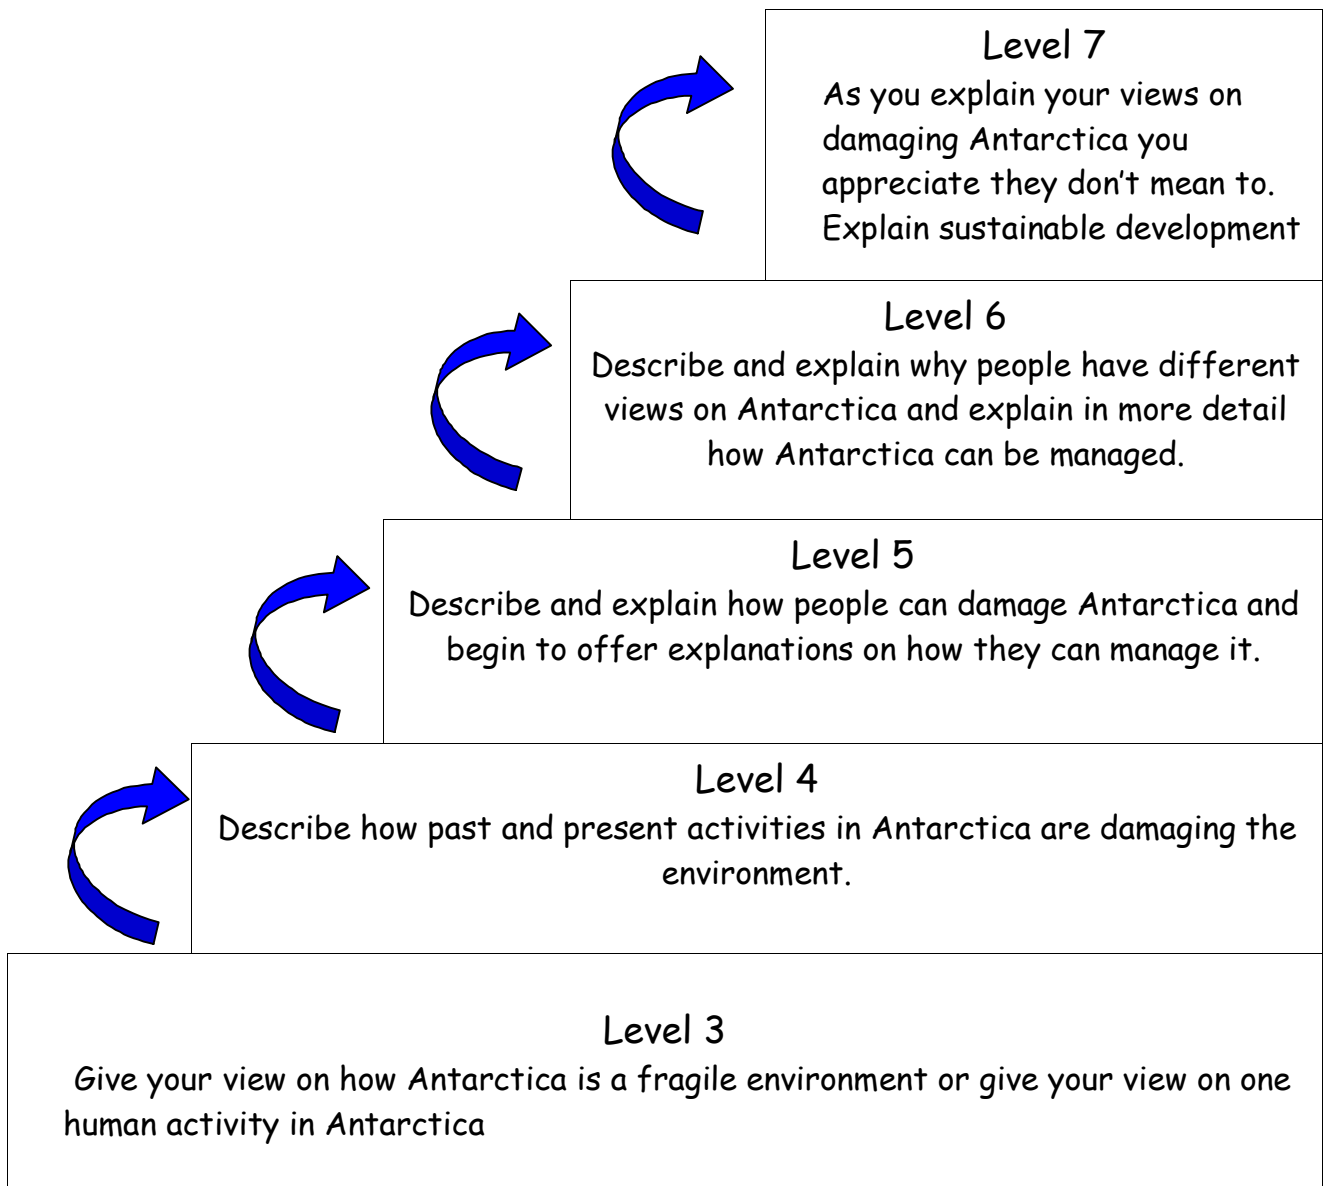 Level 7
As you explain your views on
damaging Antarctica you
appreciate they don’t mean to.
Explain sustainable development
Level 6
Describe and explain why people have different
views on Antarctica and explain in more detail
how Antarctica can be managed.
Level 5
Describe and explain how people can damage Antarctica and
begin to offer explanations on how they can manage it.
Level 4
Describe how past and present activities in Antarctica are damaging the
environment.
Level 3
Give your view on how Antarctica is a fragile environment or give your view on one
human activity in Antarctica